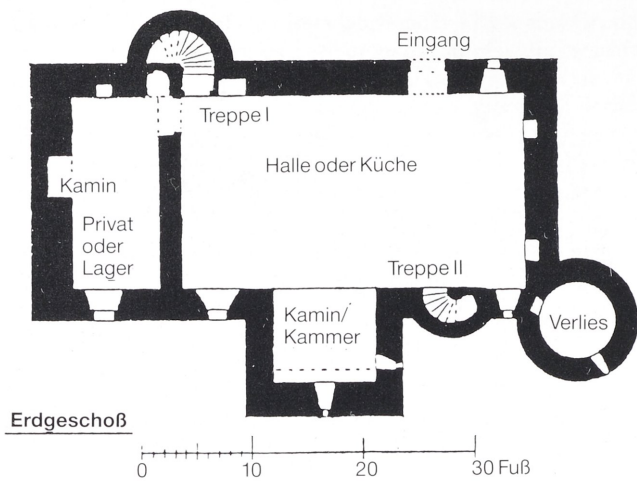 Eingang
Treppe I
Halle oder Küche
Kamin
Privat
oder
Lager
Treppe II
Kamin/
Kammer
Verlies
Erdgeschoß
0 10 20 30 Fuß